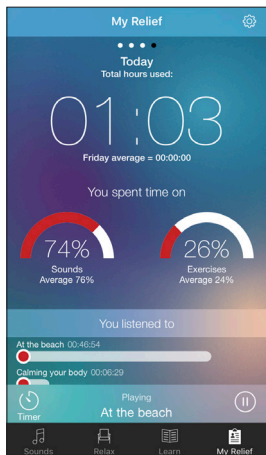 My Relief
Today
Total hours used:
01:03
Friday average = 00:00:00
You spent time on
74%
Sounds
Average 76%
26%
Exercises
Average 24%
You listened to
At the beach 00:46:54
Calming your body 00:06:29
Timer
Playing
At the beach
Sounds
Relax
Learn
My Relief